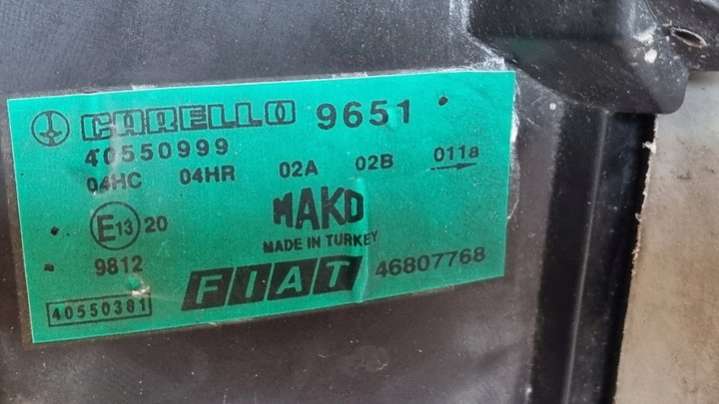 CARELLO 9651
40550999
04HC 04HR 02A 02B 011a
E13 20
MAKO
MADE IN TURKEY
9812
FIAT 46807768
40550381